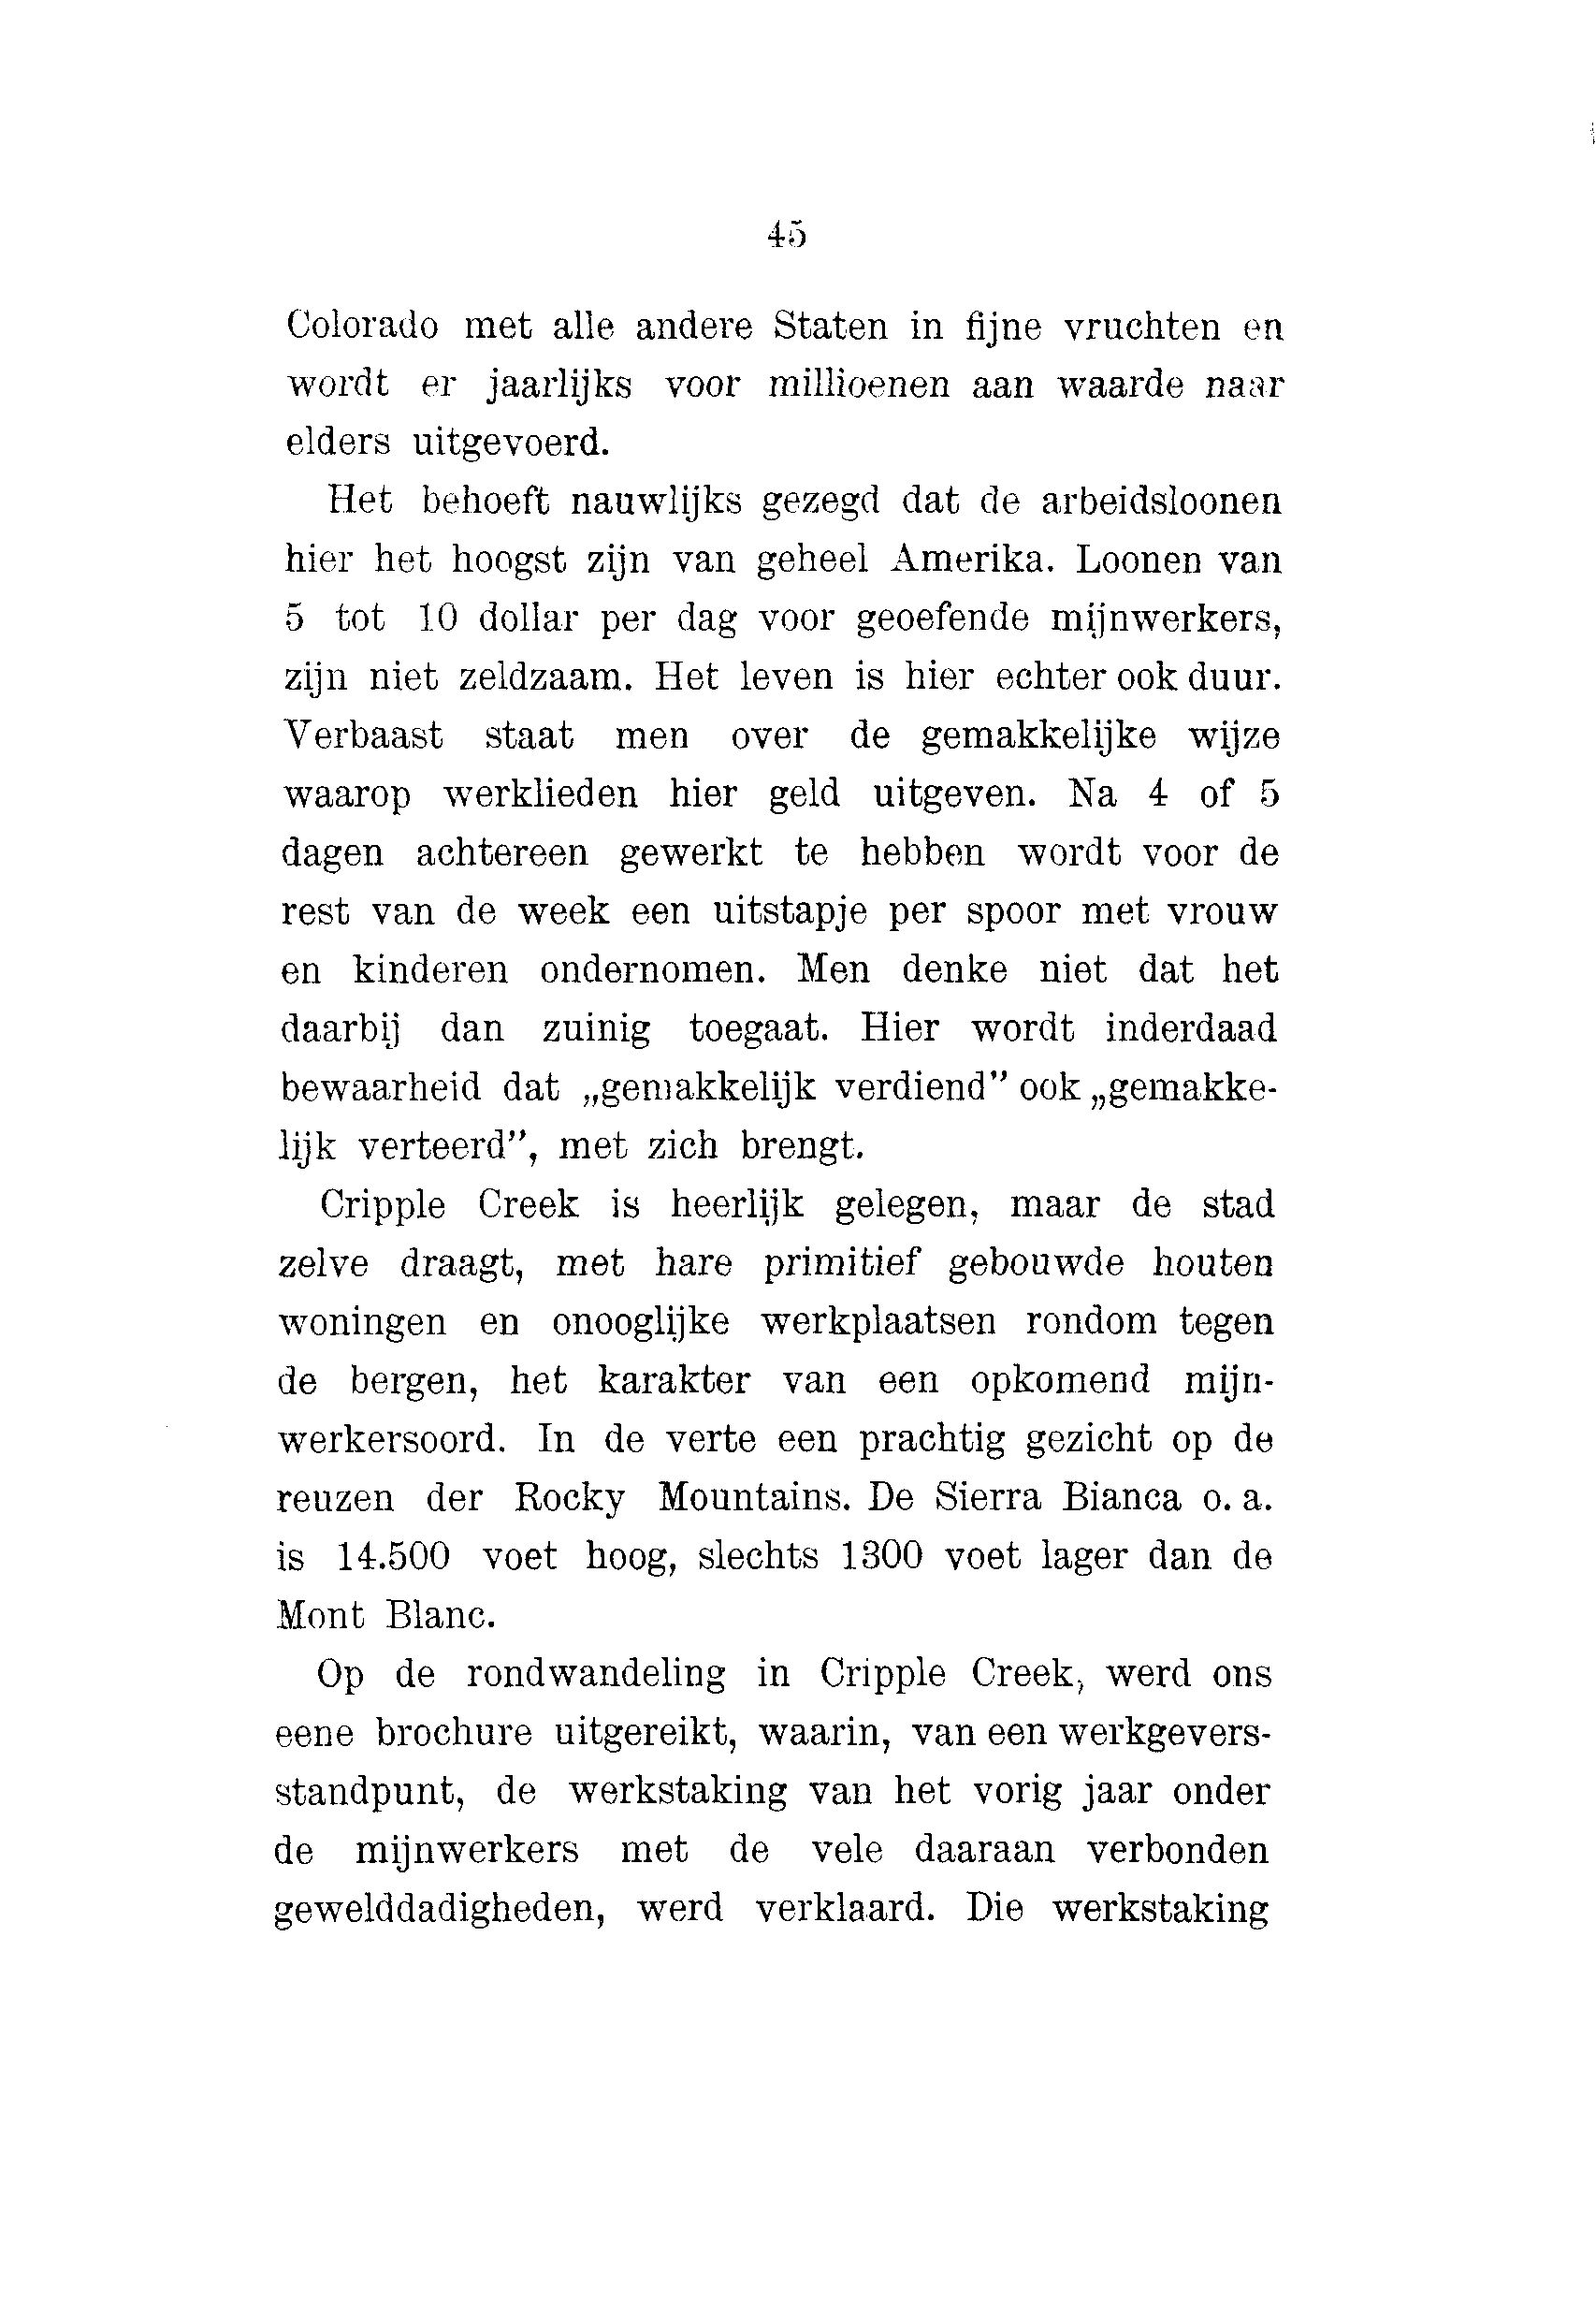 45
Colorado met alle andere Staten in fijne vruchten en
wordt er jaarlijks voor millioenen aan waarde naar
elders uitgevoerd.
Het behoeft nauwlijks gezegd dat de arbeidsloonen
hier het hoogst zijn van geheel Amerika. Loonen van
5 tot 10 dollar per dag voor geoefende mijnwerkers,
zijn niet zeldzaam. Het leven is hier echter ook duur.
Verbaast staat men over de gemakkelijke wijze
waarop werklieden hier geld uitgeven. Na 4 of 5
dagen achtereen gewerkt te hebben wordt voor de
rest van de week een uitstapje per spoor met vrouw
en kinderen ondernomen. Men denke niet dat het
daarbij dan zuinig toegaat. Hier wordt inderdaad
bewaarheid dat „gemakkelijk verdiend” ook „gemakke-
lijk verteerd”, met zich brengt.
Cripple Creek is heerlijk gelegen, maar de stad
zelve draagt, met hare primitief gebouwde houten
woningen en onooglijke werkplaatsen rondom tegen
de bergen, het karakter van een opkomend mijn-
werkersoord. In de verte een prachtig gezicht op de
reuzen der Rocky Mountains. De Sierra Bianca o. a.
is 14.500 voet hoog, slechts 1300 voet lager dan de
Mont Blanc.
Op de rondwandeling in Cripple Creek, werd ons
eene brochure uitgereikt, waarin, van een werkgevers-
standpunt, de werkstaking van het vorig jaar onder
de mijnwerkers met de vele daaraan verbonden
gewelddadigheden, werd verklaard. Die werkstaking